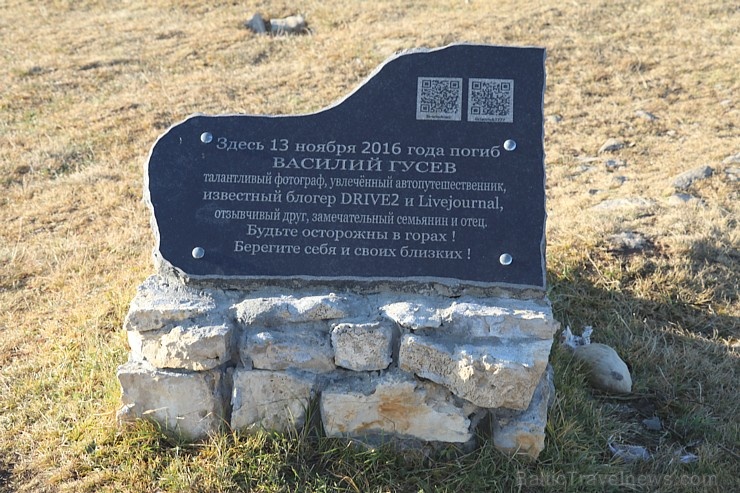 Здесь 13 ноября 2016 года погиб
ВАСИЛИЙ ГУСЕВ
талантливый фотограф, увлечённый автопутешественник,
известный блогер DRIVE2 и Livejournal,
отзывчивый друг, замечательный семьянин и отец.
Будьте осторожны в горах !
Берегите себя и своих близких !
BalticTravelnews.com